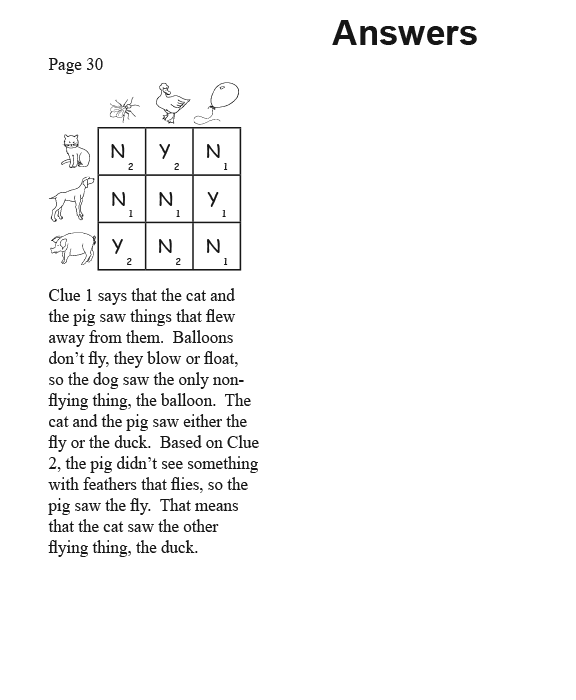 Answers
Page 30
N 2 Y 2 N 1
N 1 N 1 Y 1
Y 2 N 2 N 1
Clue 1 says that the cat and
the pig saw things that flew
away from them. Balloons
don’t fly, they blow or float,
so the dog saw the only non-
flying thing, the balloon. The
cat and the pig saw either the
fly or the duck. Based on Clue
2, the pig didn’t see something
with feathers that flies, so the
pig saw the fly. That means
that the cat saw the other
flying thing, the duck.